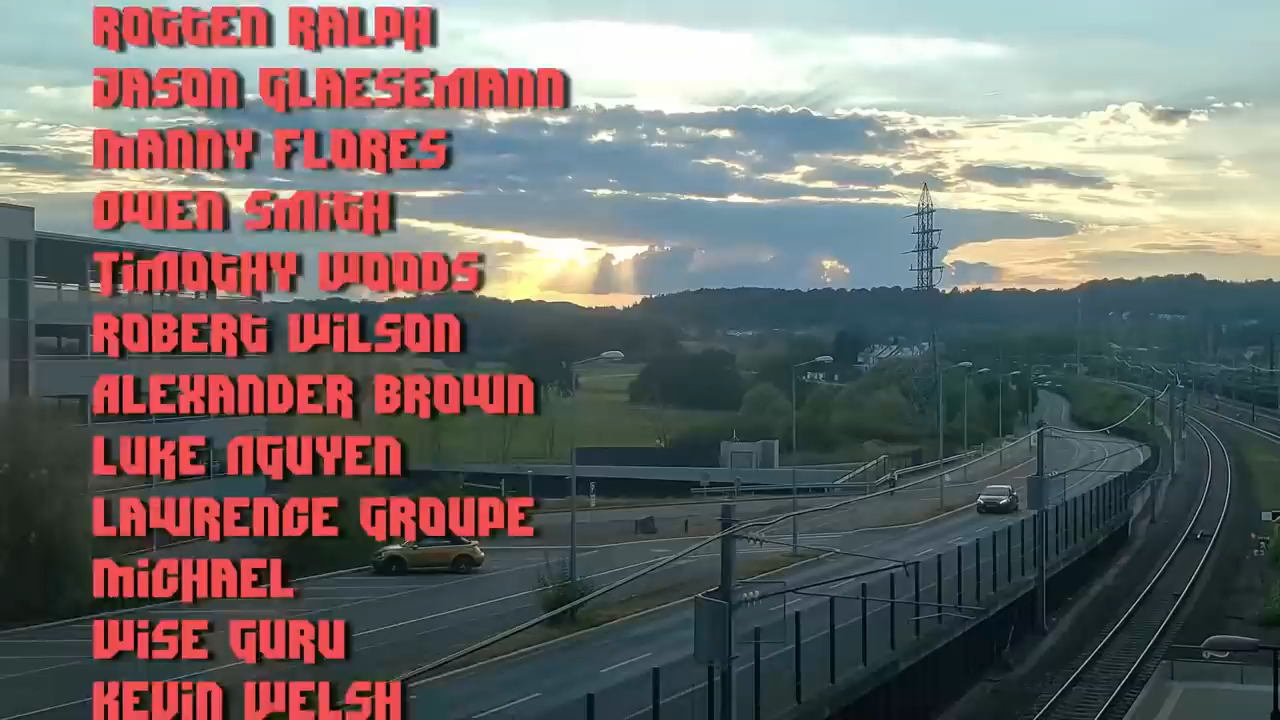 ROTTEN RALPH
JASON GLAESEMANN
MANNY FLORES
OWEN SMiTH
TiMOTHY WOODS
ROBERT WiLSON
ALEXANDER BROWN
LUKE NGUYEN
LAWRENCE GROUPE
MiCHAEL
WiSE GURU
KEViN WELSH